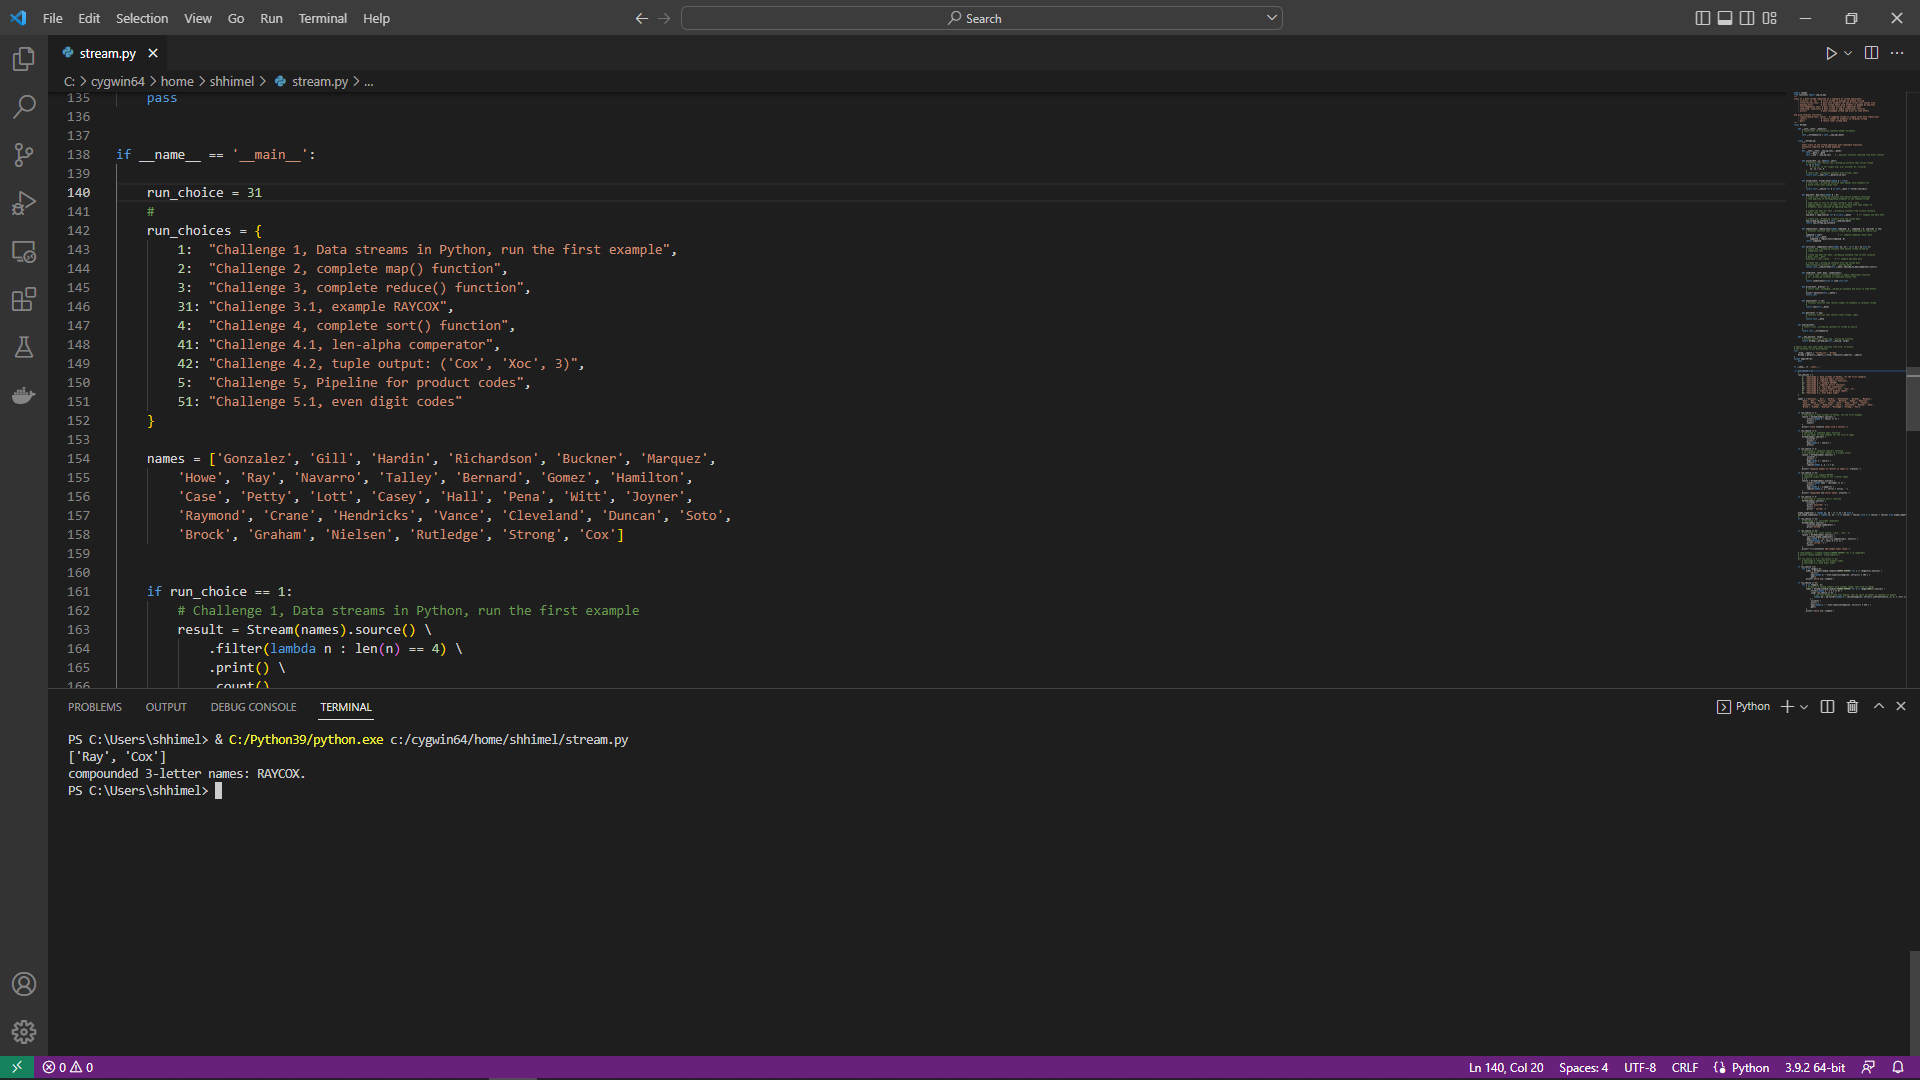 File Edit Selection View Go Run Terminal Help
Search
stream.py
C: > cygwin64 > home > shhimel > stream.py > ...
135 pass
136
137
138 if __name__ == '__main__':
139
140 run_choice = 31
141 #
142 run_choices = {
143 1: "Challenge 1, Data streams in Python, run the first example",
144 2: "Challenge 2, complete map() function",
145 3: "Challenge 3, complete reduce() function",
146 31: "Challenge 3.1, example RAYCOX",
147 4: "Challenge 4, complete sort() function",
148 41: "Challenge 4.1, len-alpha comperator",
149 42: "Challenge 4.2, tuple output: ('Cox', 'Xoc', 3)",
150 5: "Challenge 5, Pipeline for product codes",
151 51: "Challenge 5.1, even digit codes"
152 }
153
154 names = ['Gonzalez', 'Gill', 'Hardin', 'Richardson', 'Buckner', 'Marquez',
155 'Howe', 'Ray', 'Navarro', 'Talley', 'Bernard', 'Gomez', 'Hamilton',
156 'Case', 'Petty', 'Lott', 'Casey', 'Hall', 'Pena', 'Witt', 'Joyner',
157 'Raymond', 'Crane', 'Hendricks', 'Vance', 'Cleveland', 'Duncan', 'Soto',
158 'Brock', 'Graham', 'Nielsen', 'Rutledge', 'Strong', 'Cox']
159
160
161 if run_choice == 1:
162 # Challenge 1, Data streams in Python, run the first example
163 result = Stream(names).source() \
164 .filter(lambda n : len(n) == 4) \
165 .print() \
166 .count()
PROBLEMS OUTPUT DEBUG CONSOLE TERMINAL
Python
PS C:\Users\shhimel> & C:/Python39/python.exe c:/cygwin64/home/shhimel/stream.py
['Ray', 'Cox']
compounded 3-letter names: RAYCOX.
PS C:\Users\shhimel>
0 0
Ln 140, Col 20 Spaces: 4 UTF-8 CRLF Python 3.9.2 64-bit